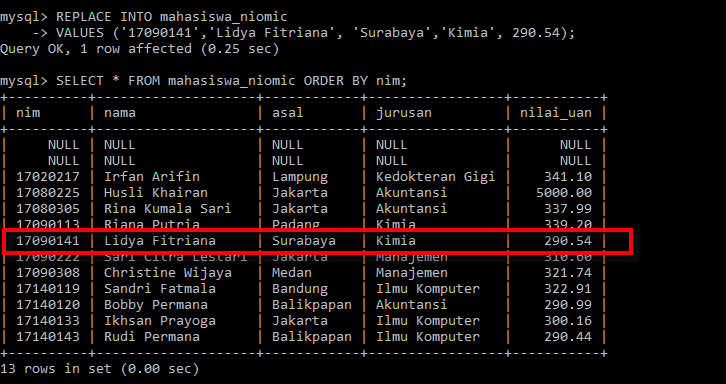 mysql> REPLACE INTO mahasiswa_niomic
    -> VALUES ('17090141','Lidya Fitriana', 'Surabaya','Kimia', 290.54);
Query OK, 1 row affected (0.25 sec)
mysql> SELECT * FROM mahasiswa_niomic ORDER BY nim;
+----------+------------------+------------+-----------------+-----------+
| nim      | nama             | asal       | jurusan         | nilai_uan |
+----------+------------------+------------+-----------------+-----------+
|     NULL | NULL             | NULL       | NULL            |      NULL |
|     NULL | NULL             | NULL       | NULL            |      NULL |
| 17020217 | Irfan Arifin     | Lampung    | Kedokteran Gigi |    341.10 |
| 17080225 | Husli Khairan    | Jakarta    | Akuntansi       |   5000.00 |
| 17080305 | Rina Kumala Sari | Jakarta    | Akuntansi       |    337.99 |
| 17090113 | Riana Putria     | Padang     | Kimia           |    339.20 |
| 17090141 | Lidya Fitriana   | Surabaya   | Kimia           |    290.54 |
| 17090222 | Sari Citra Lestari | Jakarta    | Manajemen       |    310.60 |
| 17090308 | Christine Wijaya | Medan      | Manajemen       |    321.74 |
| 17140119 | Sandri Fatmala   | Bandung    | Ilmu Komputer   |    322.91 |
| 17140120 | Bobby Permana    | Balikpapan | Akuntansi       |    290.99 |
| 17140133 | Ikhsan Prayoga   | Jakarta    | Ilmu Komputer   |    300.16 |
| 17140143 | Rudi Permana     | Balikpapan | Ilmu Komputer   |    290.44 |
+----------+------------------+------------+-----------------+-----------+
13 rows in set (0.00 sec)